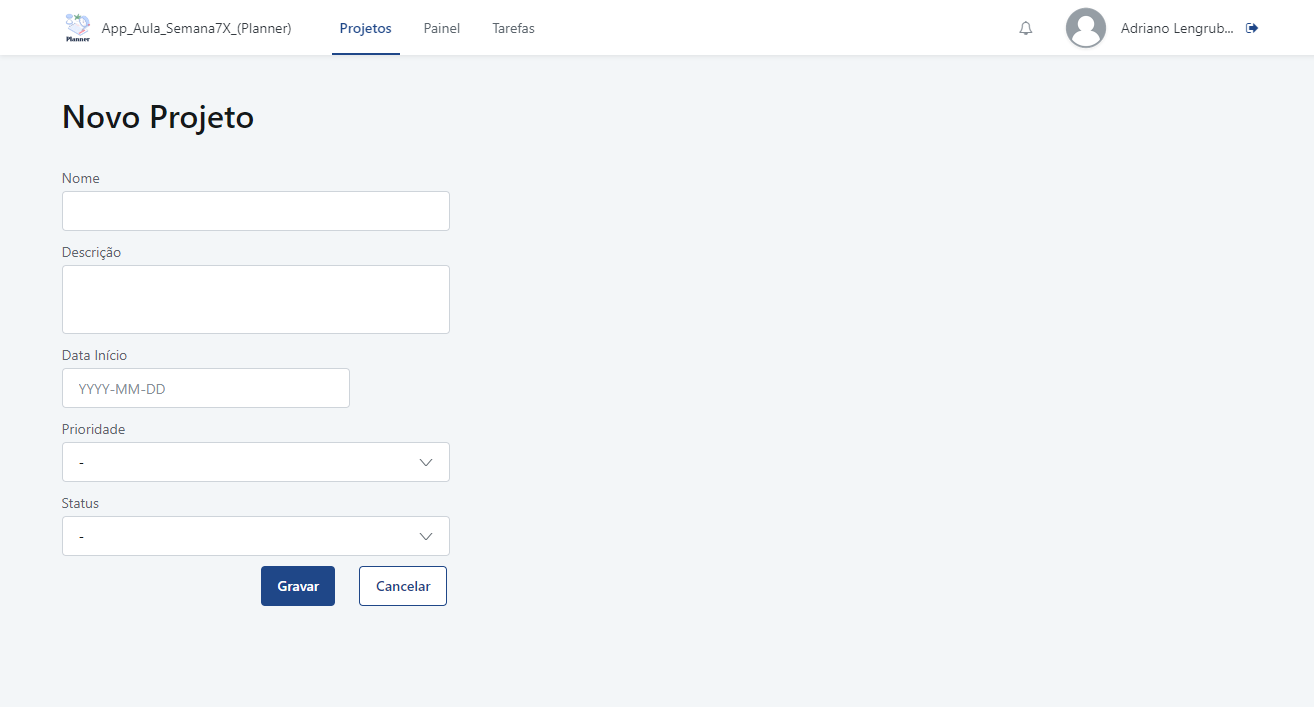 Planner
App_Aula_Semana7X_(Planner)
Projetos
Painel
Tarefas
Adriano Lengrub...
Novo Projeto
Nome
Descrição
Data Início
YYYY-MM-DD
Prioridade
-
Status
-
Gravar
Cancelar